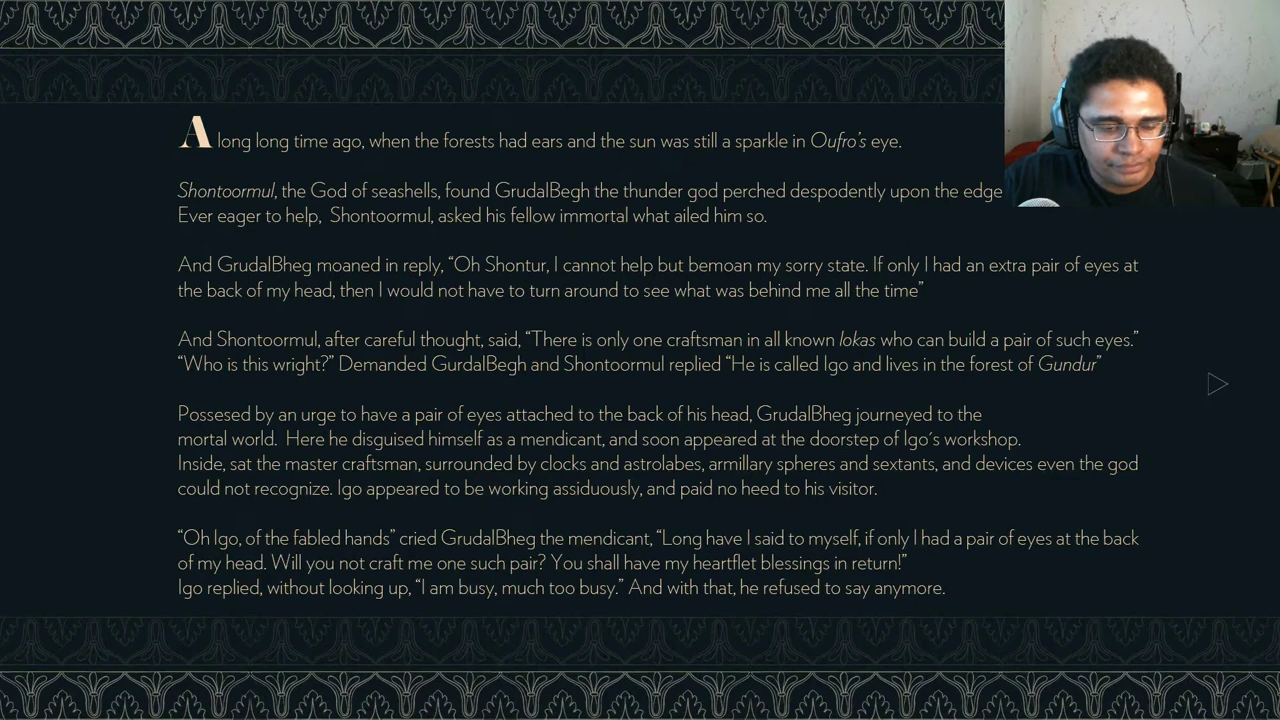 A long long time ago, when the forests had ears and the sun was still a sparkle in Oufro's eye.
Shontoormul, the God of seashells, found GrudalBegh the thunder god perched despodently upon the edge
Ever eager to help, Shontoormul, asked his fellow immortal what ailed him so.
And GrudalBheg moaned in reply, “Oh Shontur, I cannot help but bemoan my sorry state. If only I had an extra pair of eyes at
the back of my head, then I would not have to turn around to see what was behind me all the time”
And Shontoormul, after careful thought, said, “There is only one craftsman in all known lokas who can build a pair of such eyes.”
“Who is this wright?” Demanded GurdalBegh and Shontoormul replied “He is called Igo and lives in the forest of Gundur”
Possesed by an urge to have a pair of eyes attached to the back of his head, GrudalBheg journeyed to the
mortal world. Here he disguised himself as a mendicant, and soon appeared at the doorstep of Igo's workshop.
Inside, sat the master craftsman, surrounded by clocks and astrolabes, armillary spheres and sextants, and devices even the god
could not recognize. Igo appeared to be working assiduously, and paid no heed to his visitor.
“Oh Igo, of the fabled hands” cried GrudalBheg the mendicant, “Long have I said to myself, if only I had a pair of eyes at the back
of my head. Will you not craft me one such pair? You shall have my heartflet blessings in return!”
Igo replied, without looking up, “I am busy, much too busy.” And with that, he refused to say anymore.